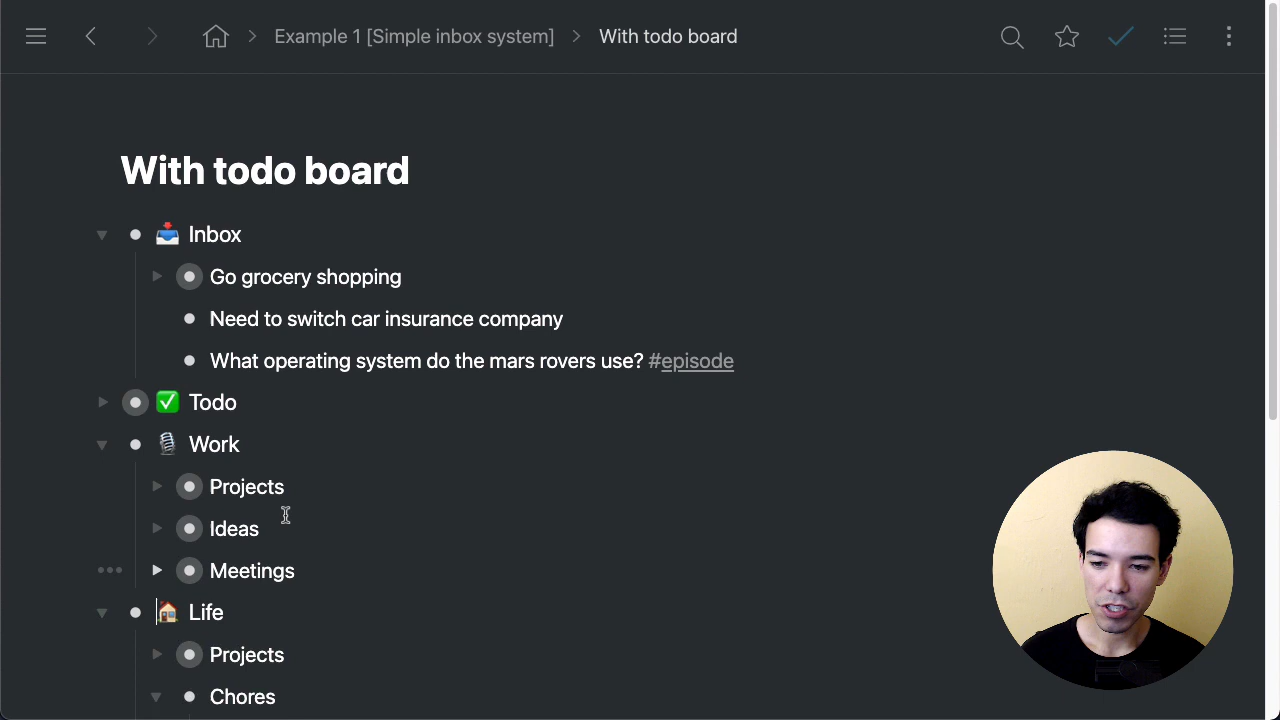 Example 1 [Simple inbox system] With todo board
With todo board
Inbox
Go grocery shopping
Need to switch car insurance company
What operating system do the mars rovers use? #episode
Todo
Work
Projects
Ideas
Meetings
Life
Projects
Chores